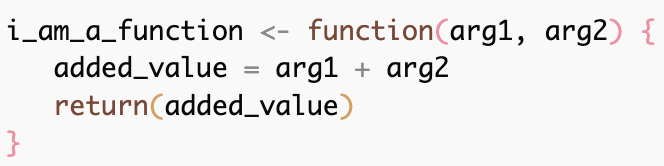 i_am_a_function <- function(arg1, arg2) {
   added_value = arg1 + arg2
   return(added_value)
}